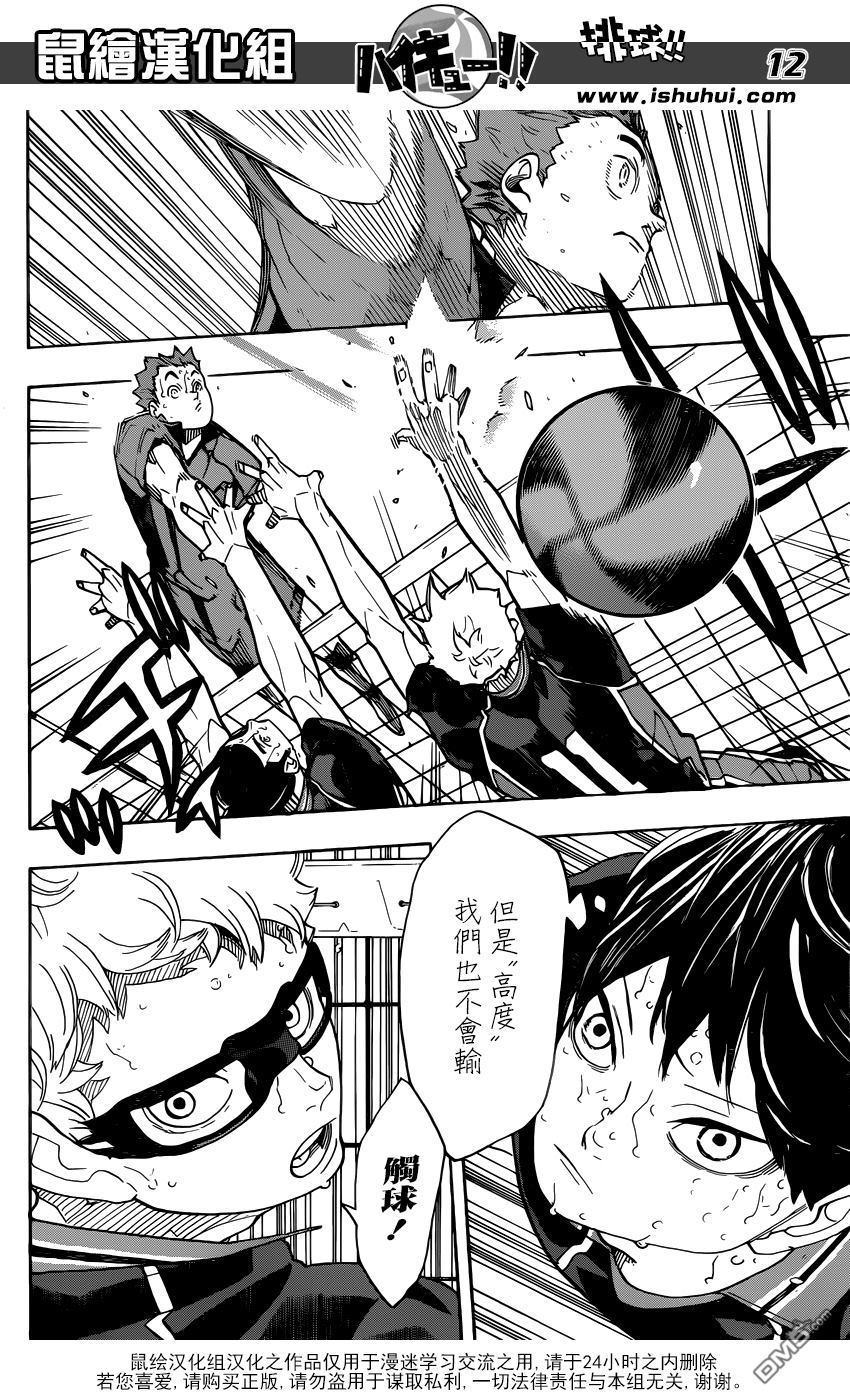 鼠繪漢化組
ハイキュー!!
排球!!
12
www.ishuhui.com
但是"高度"
我們也不會輸
觸球!
鼠绘汉化组汉化之作品仅用于漫迷学习交流之用, 请于24小时之内删除
若您喜爱, 请购买正版, 请勿盗用于谋取私利, 一切法律责任与本组无关, 谢谢.
DM5.com